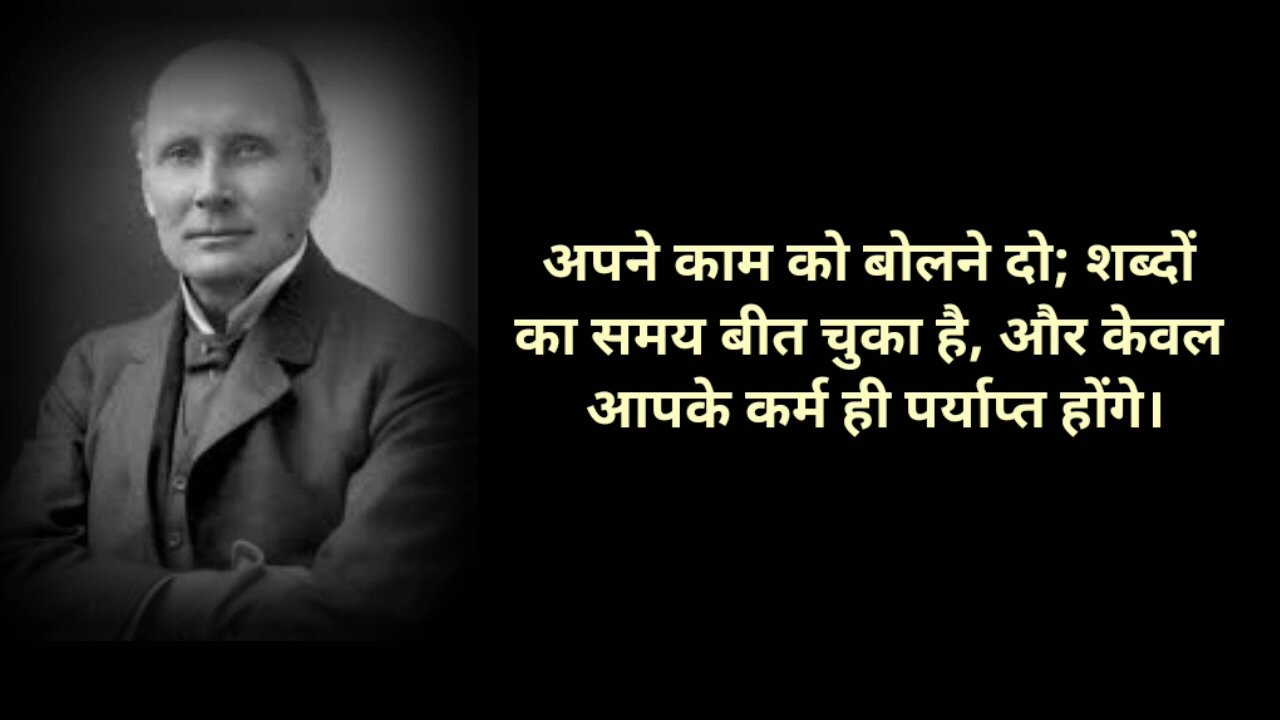 अपने काम को बोलने दो; शब्दों
का समय बीत चुका है, और केवल
आपके कर्म ही पर्याप्त होंगे।